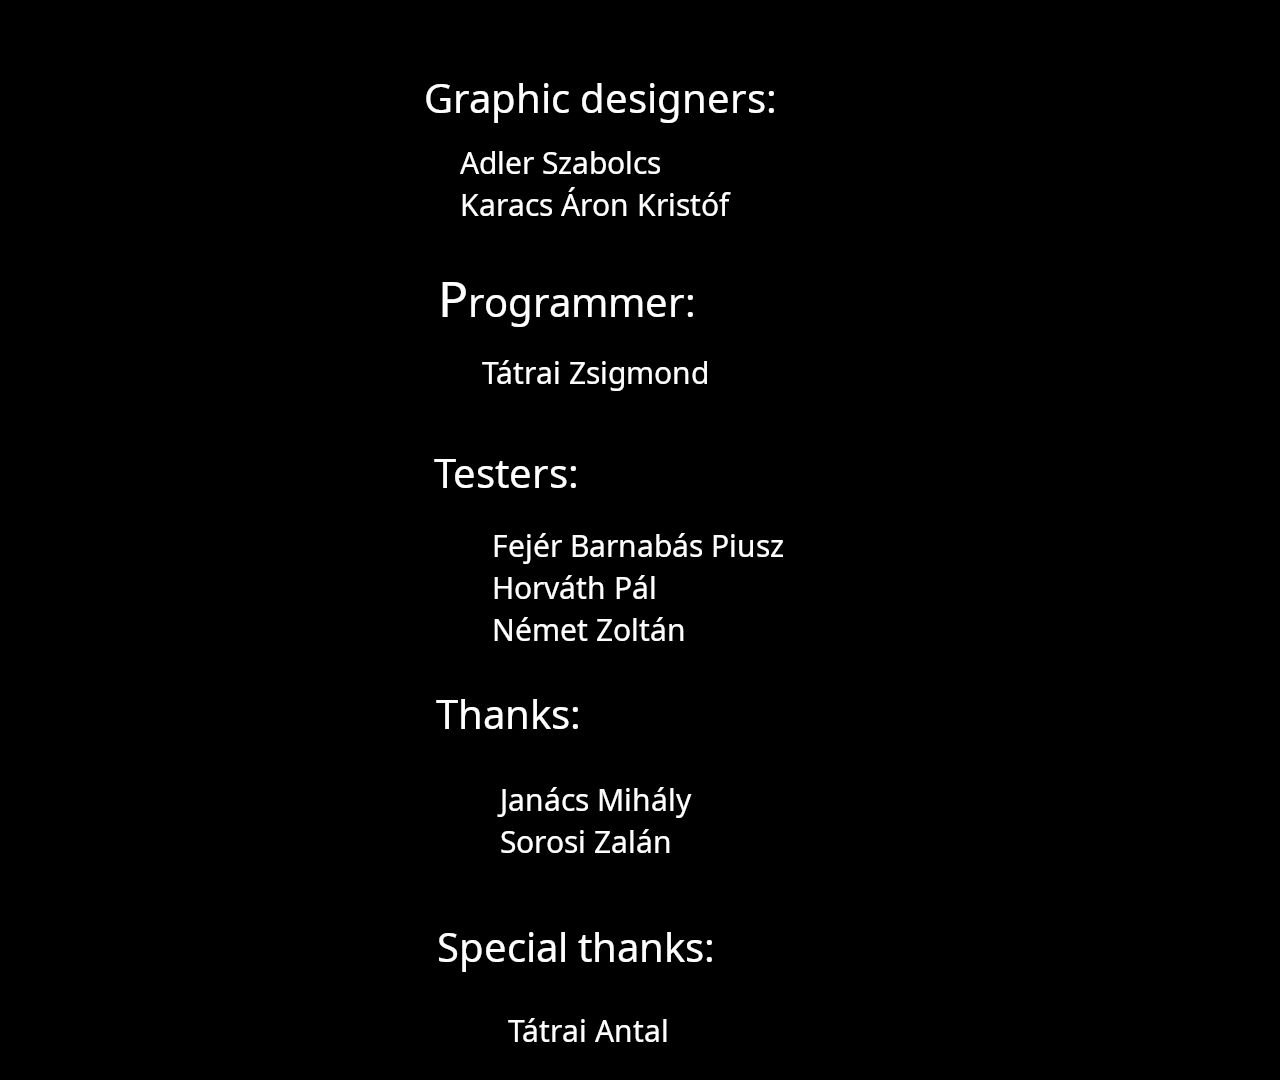 Graphic designers:
Adler Szabolcs
Karacs Áron Kristóf
Programmer:
Tátrai Zsigmond
Testers:
Fejér Barnabás Piusz
Horváth Pál
Német Zoltán
Thanks:
Janács Mihály
Sorosi Zalán
Special thanks:
Tátrai Antal